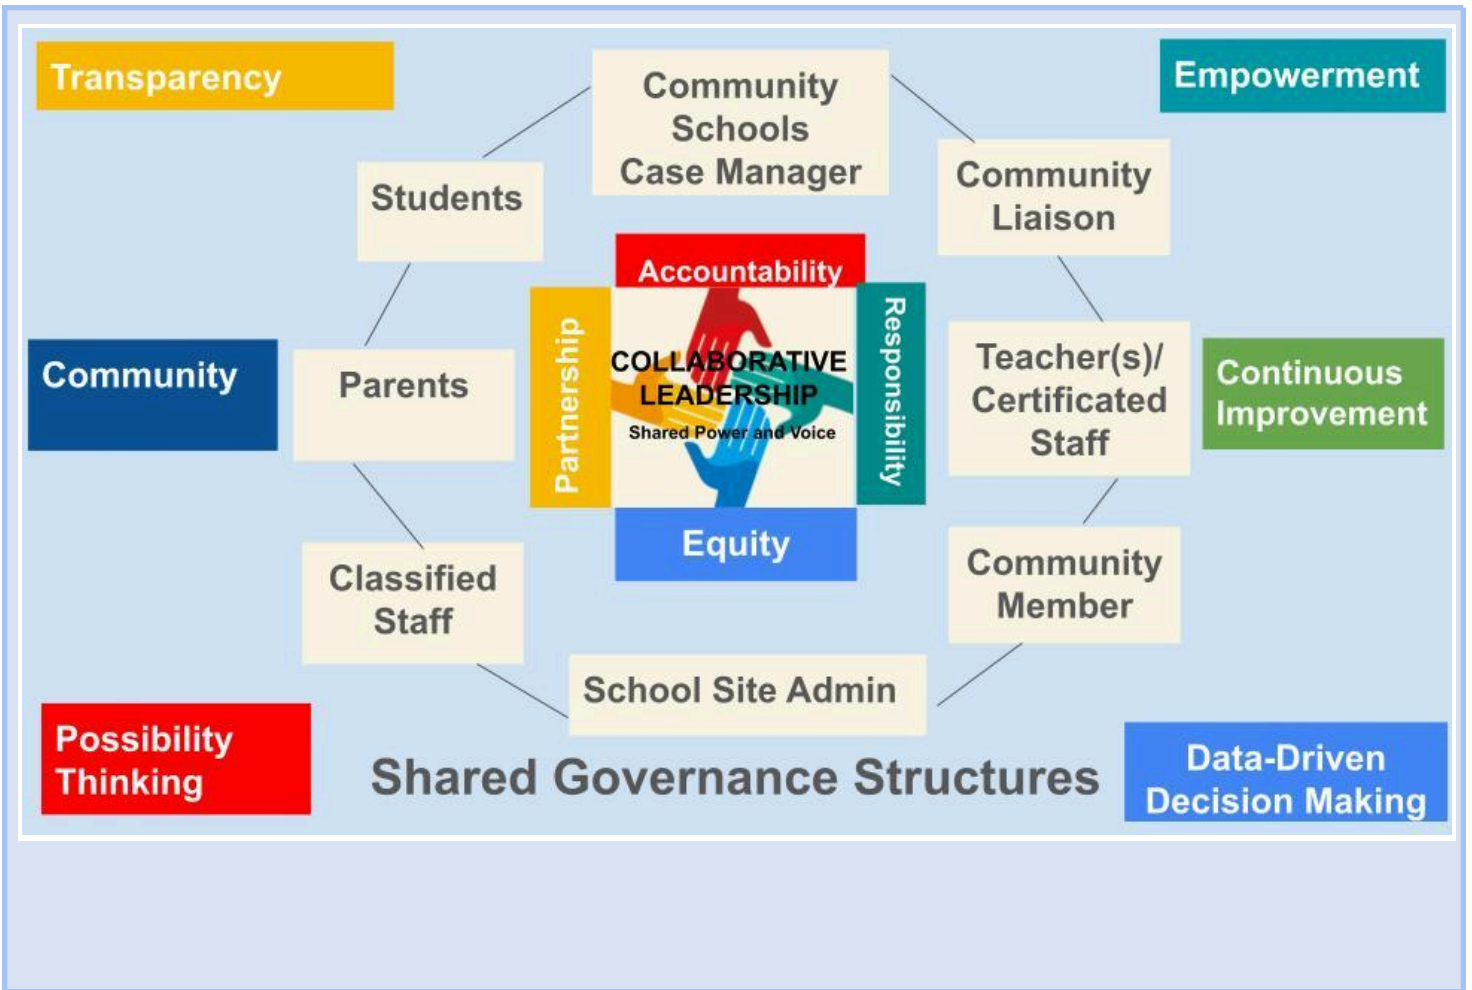 Transparency
Community
Schools
Case Manager
Empowerment
Students
Community
Liaison
Accountability
Partnership
COLLABORATIVE
LEADERSHIP
Shared Power and Voice
Responsibility
Equity
Community
Parents
Teacher(s)/
Certificated
Staff
Continuous
Improvement
Classified
Staff
Community
Member
School Site Admin
Possibility
Thinking
Shared Governance Structures
Data-Driven
Decision Making